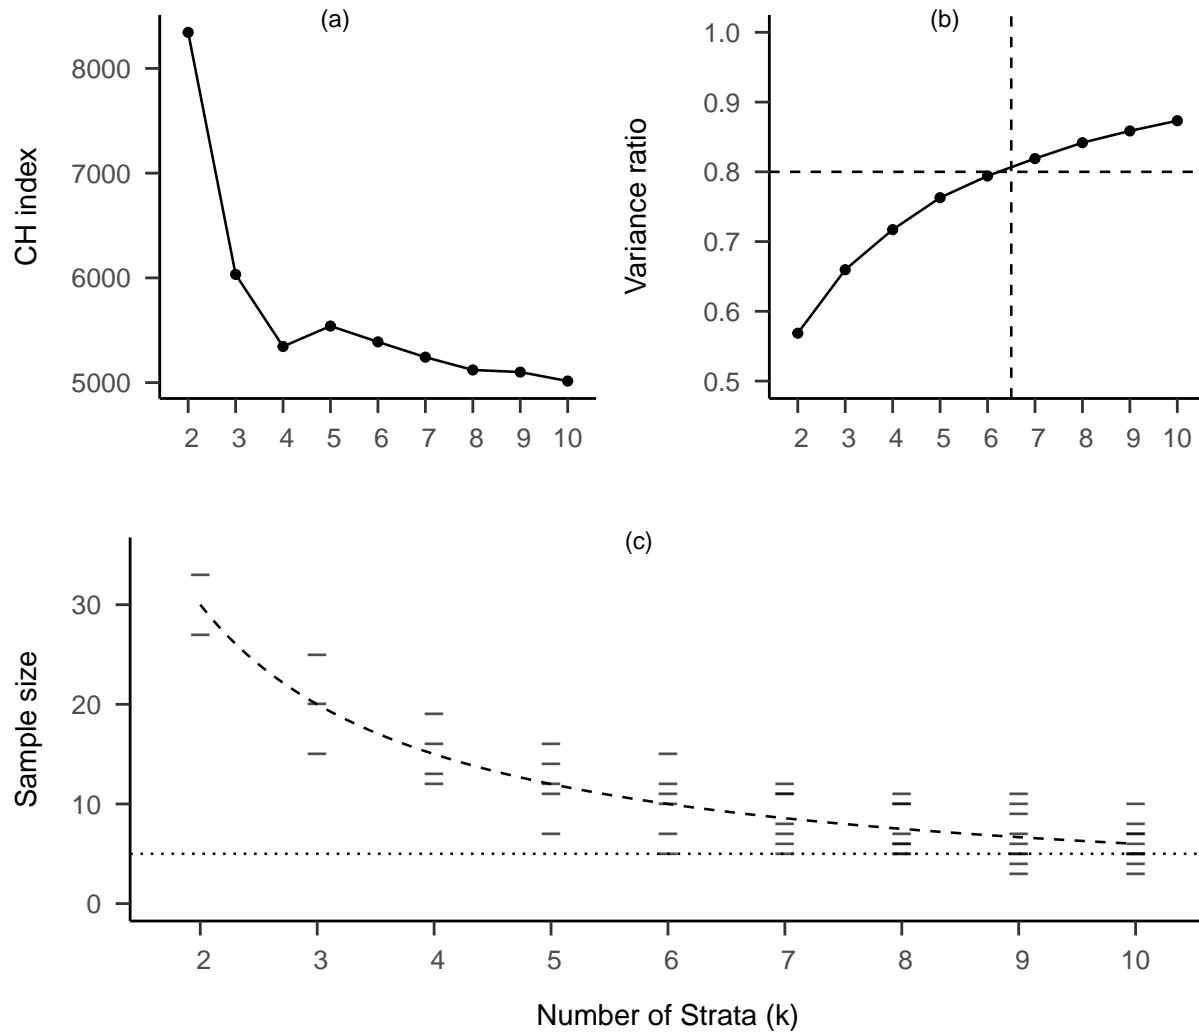 (a)
CH index
8000
7000
6000
5000
2 3 4 5 6 7 8 9 10
(b)
Variance ratio
1.0
0.9
0.8
0.7
0.6
0.5
2 3 4 5 6 7 8 9 10
(c)
Sample size
30
20
10
0
2 3 4 5 6 7 8 9 10
Number of Strata (k)